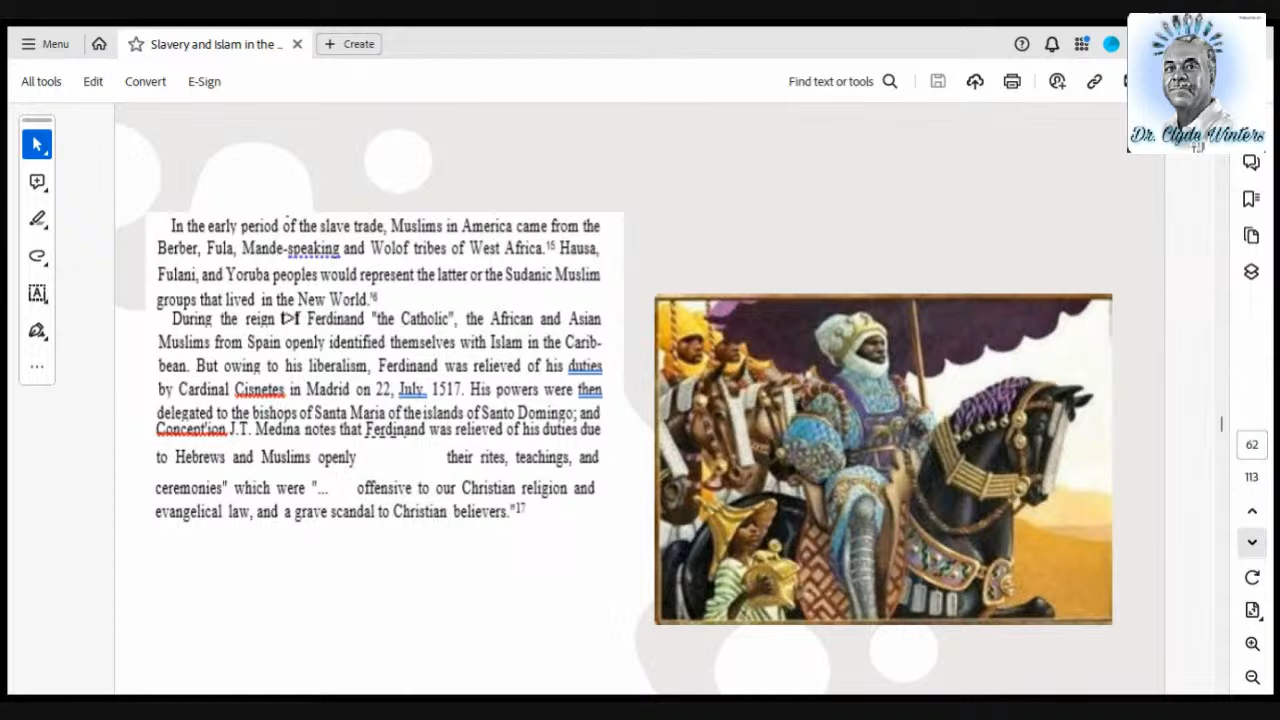 Menu
Slavery and Islam in the ...
Create
All tools
Edit
Convert
E-Sign
Find text or tools
Dr. Clyde Winters
In the early period of the slave trade, Muslims in America came from the
Berber, Fula, Mande-speaking and Wolof tribes of West Africa.¹⁵ Hausa,
Fulani, and Yoruba peoples would represent the latter or the Sudanic Muslim
groups that lived in the New World.¹⁶
During the reign t>f Ferdinand "the Catholic", the African and Asian
Muslims from Spain openly identified themselves with Islam in the Carib-
bean. But owing to his liberalism, Ferdinand was relieved of his duties
by Cardinal Cisnetes in Madrid on 22, July, 1517. His powers were then
delegated to the bishops of Santa Maria of the islands of Santo Domingo; and
Concept'ion J.T. Medina notes that Ferdinand was relieved of his duties due
to Hebrews and Muslims openly their rites, teachings, and
ceremonies" which were "... offensive to our Christian religion and
evangelical law, and a grave scandal to Christian believers."¹⁷
62
113